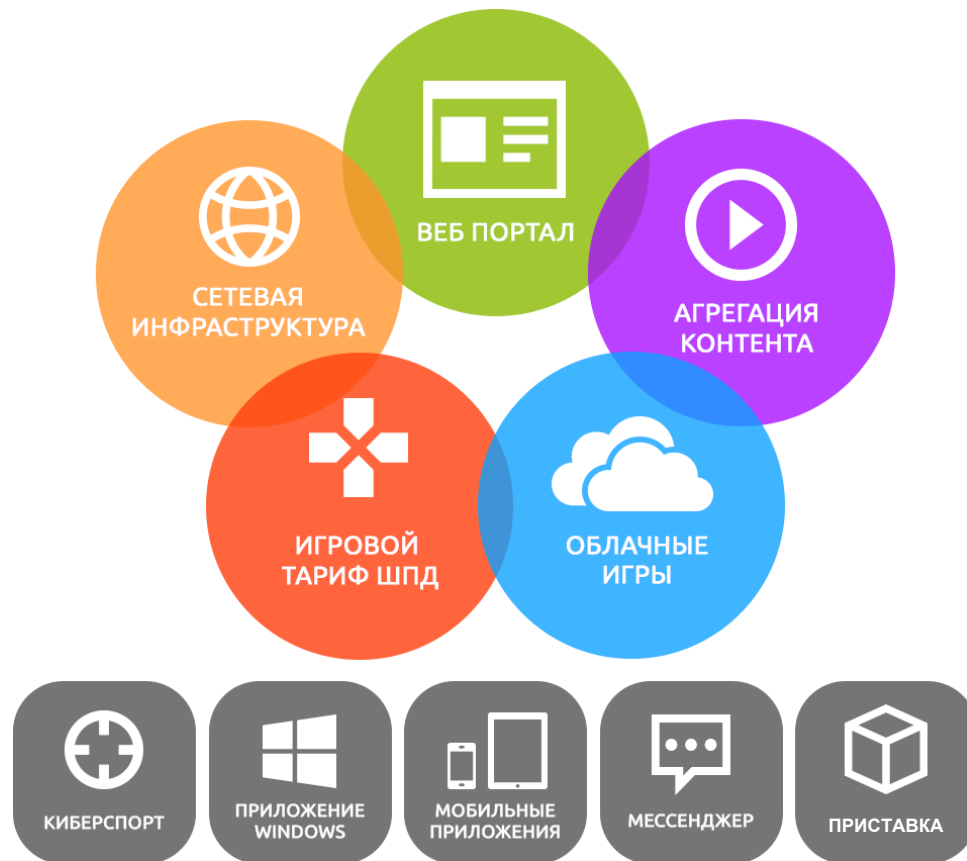 ВЕБ ПОРТАЛ
СЕТЕВАЯ
ИНФРАСТРУКТУРА
АГРЕГАЦИЯ
КОНТЕНТА
ИГРОВОЙ
ТАРИФ ШПД
ОБЛАЧНЫЕ
ИГРЫ
КИБЕРСПОРТ
ПРИЛОЖЕНИЕ
WINDOWS
МОБИЛЬНЫЕ
ПРИЛОЖЕНИЯ
МЕССЕНДЖЕР
ПРИСТАВКА